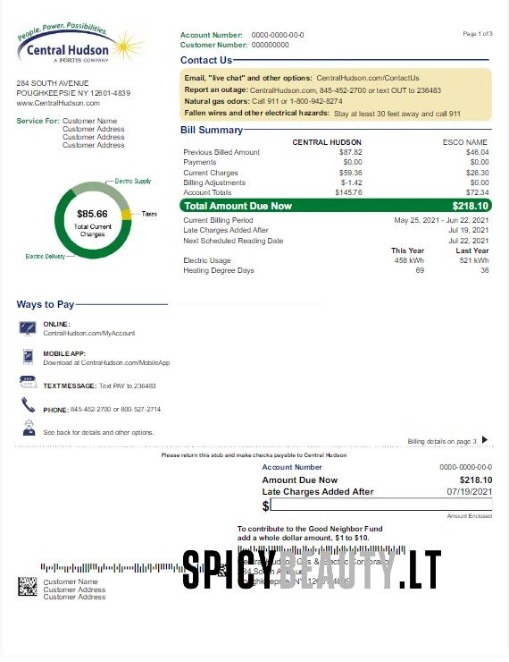 People. Power. Possibilities.
Central Hudson
A FORTIS COMPANY
284 SOUTH AVENUE
POUGHKEEPSIE NY 12601-4839
www.CentralHudson.com
Service For: Customer Name
Customer Address
Customer Address
Customer Address
Account Number: 0000-0000-00-0
Customer Number: 000000000
Page 1 of 3
Contact Us
Email, "live chat" and other options: CentralHudson.com/ContactUs
Report an outage: CentralHudson.com, 845-452-2700 or text OUT to 236483
Natural gas odors: Call 911 or 1-800-942-8274
Fallen wires and other electrical hazards: Stay at least 30 feet away and call 911
Bill Summary
CENTRAL HUDSON ESCO NAME
Previous Billed Amount $87.82 $46.04
Payments $0.00 $0.00
Current Charges $59.36 $26.30
Billing Adjustments $-1.42 $0.00
Account Totals $145.76 $72.34
Total Amount Due Now $218.10
Current Billing Period May 25, 2021 - Jun 22, 2021
Late Charges Added After Jul 19, 2021
Next Scheduled Reading Date Jul 22, 2021
This Year Last Year
Electric Usage 458 kWh 521 kWh
Heating Degree Days 69 36
Electric Supply
$85.66
Total Current
Charges
Taxes
Electric Delivery
Ways to Pay
ONLINE:
CentralHudson.com/MyAccount
MOBILE APP:
Download at CentralHudson.com/MobileApp
TEXT MESSAGE: Text PAY to 236483
PHONE: 845-452-2700 or 800-527-2714
See back for details and other options.
Billing details on page 3
Please return this stub and make checks payable to Central Hudson
Account Number 0000-0000-00-0
Amount Due Now $218.10
Late Charges Added After 07/19/2021
$
Amount Enclosed
To contribute to the Good Neighbor Fund
add a whole dollar amount, $1 to $10.
SPICYBEAUTY.LT
Customer Name
Customer Address
Customer Address